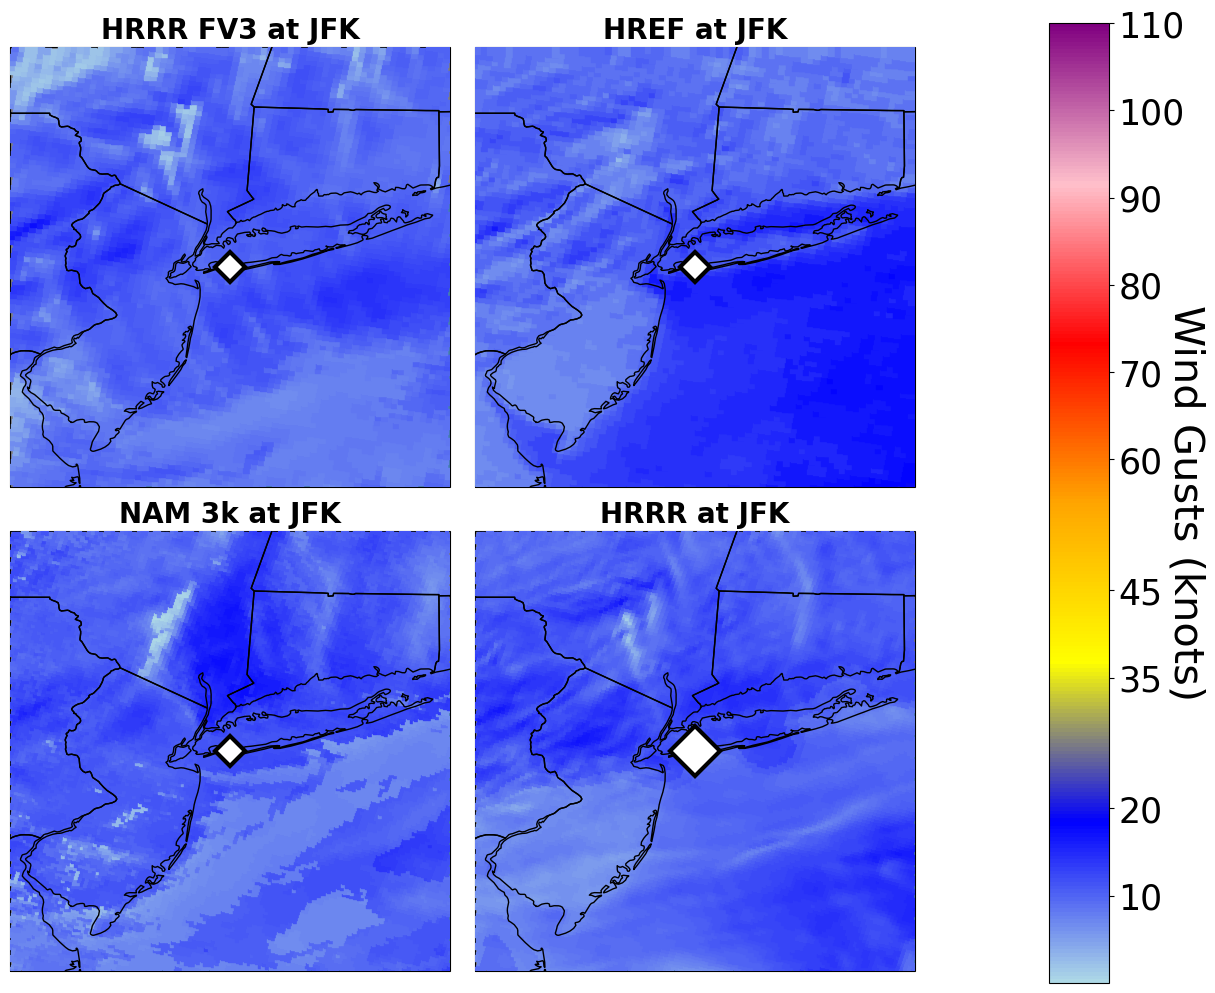 HRRR FV3 at JFK
HREF at JFK
NAM 3k at JFK
HRRR at JFK
110
100
90
80
70
60
45
35
20
10
Wind Gusts (knots)